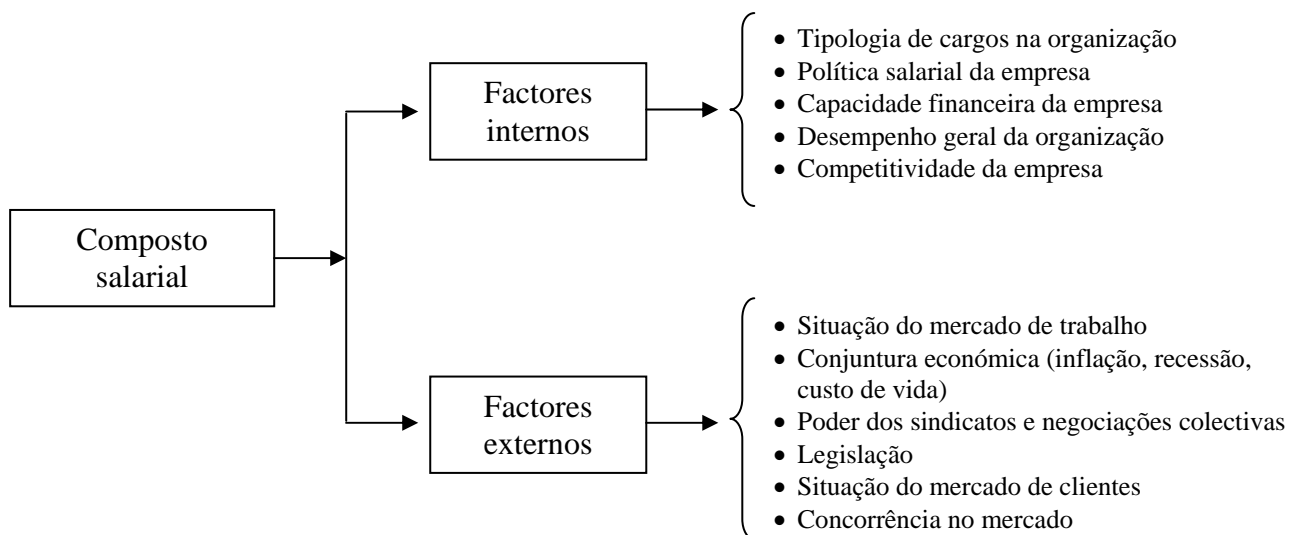 Composto
salarial
Factores
internos
• Tipologia de cargos na organização
• Política salarial da empresa
• Capacidade financeira da empresa
• Desempenho geral da organização
• Competitividade da empresa
Factores
externos
• Situação do mercado de trabalho
• Conjuntura económica (inflação, recessão,
custo de vida)
• Poder dos sindicatos e negociações colectivas
• Legislação
• Situação do mercado de clientes
• Concorrência no mercado